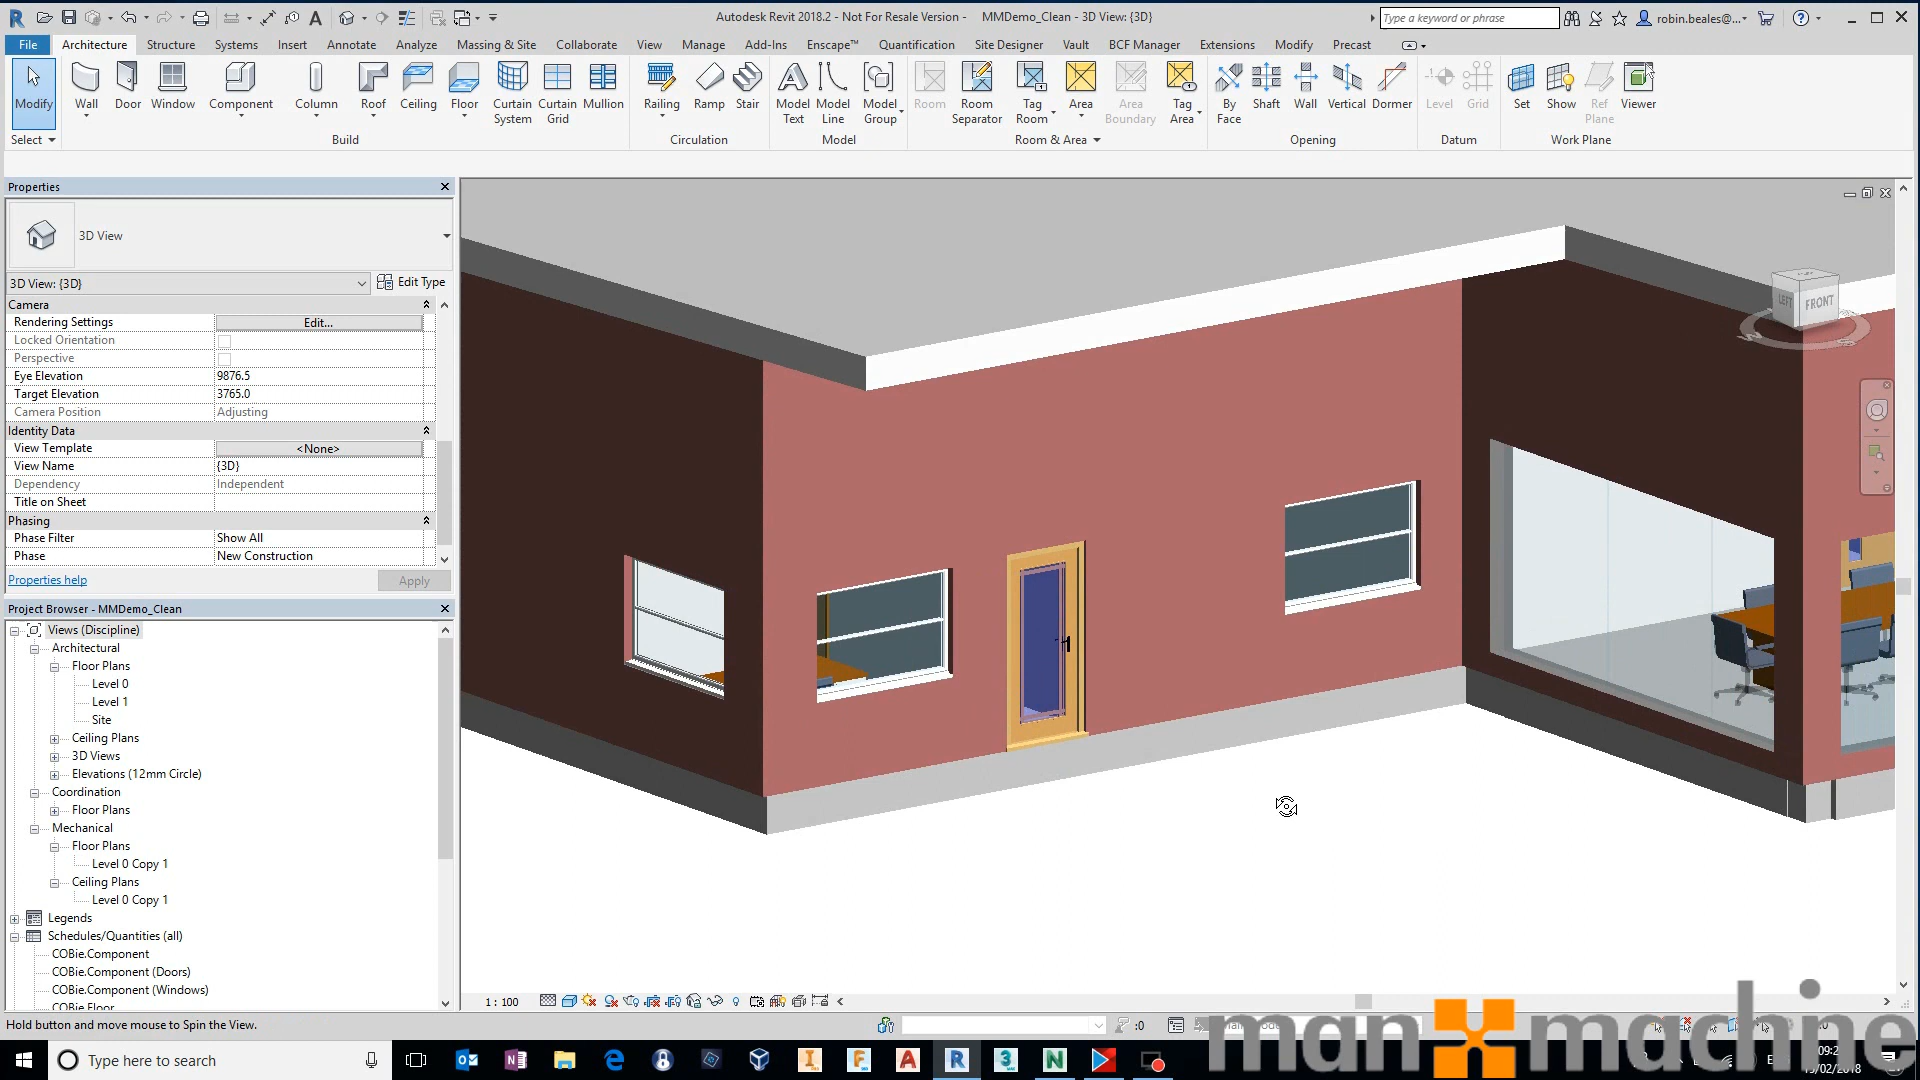 Autodesk Revit 2018.2 - Not For Resale Version -    MMDemo_Clean - 3D View: {3D}
Type a keyword or phrase
robin.beales@...
File Architecture Structure Systems Insert Annotate Analyze Massing & Site Collaborate View Manage Add-Ins Enscape™ Quantification Site Designer Vault BCF Manager Extensions Modify Precast
Modify Wall Door Window Component Column Roof Ceiling Floor Curtain System Curtain Grid Mullion Railing Ramp Stair Model Text Model Line Model Group Room Room Separator Tag Room Area Area Boundary Tag Area By Face Shaft Wall Vertical Dormer Level Grid Set Show Ref Plane Viewer
Select Build Circulation Model Room & Area Opening Datum Work Plane
Properties
3D View
3D View: {3D} Edit Type
Camera
Rendering Settings Edit...
Locked Orientation
Perspective
Eye Elevation 9876.5
Target Elevation 3765.0
Camera Position Adjusting
Identity Data
View Template <None>
View Name {3D}
Dependency Independent
Title on Sheet
Phasing
Phase Filter Show All
Phase New Construction
Properties help Apply
Project Browser - MMDemo_Clean
Views (Discipline)
Architectural
Floor Plans
Level 0
Level 1
Site
Ceiling Plans
3D Views
Elevations (12mm Circle)
Coordination
Floor Plans
Mechanical
Floor Plans
Level 0 Copy 1
Ceiling Plans
Level 0 Copy 1
Legends
Schedules/Quantities (all)
COBie.Component
COBie.Component (Doors)
COBie.Component (Windows)
COBie.Floor
LEFT FRONT
1 : 100
Hold button and move mouse to Spin the View.
:0
man machine
Type here to search